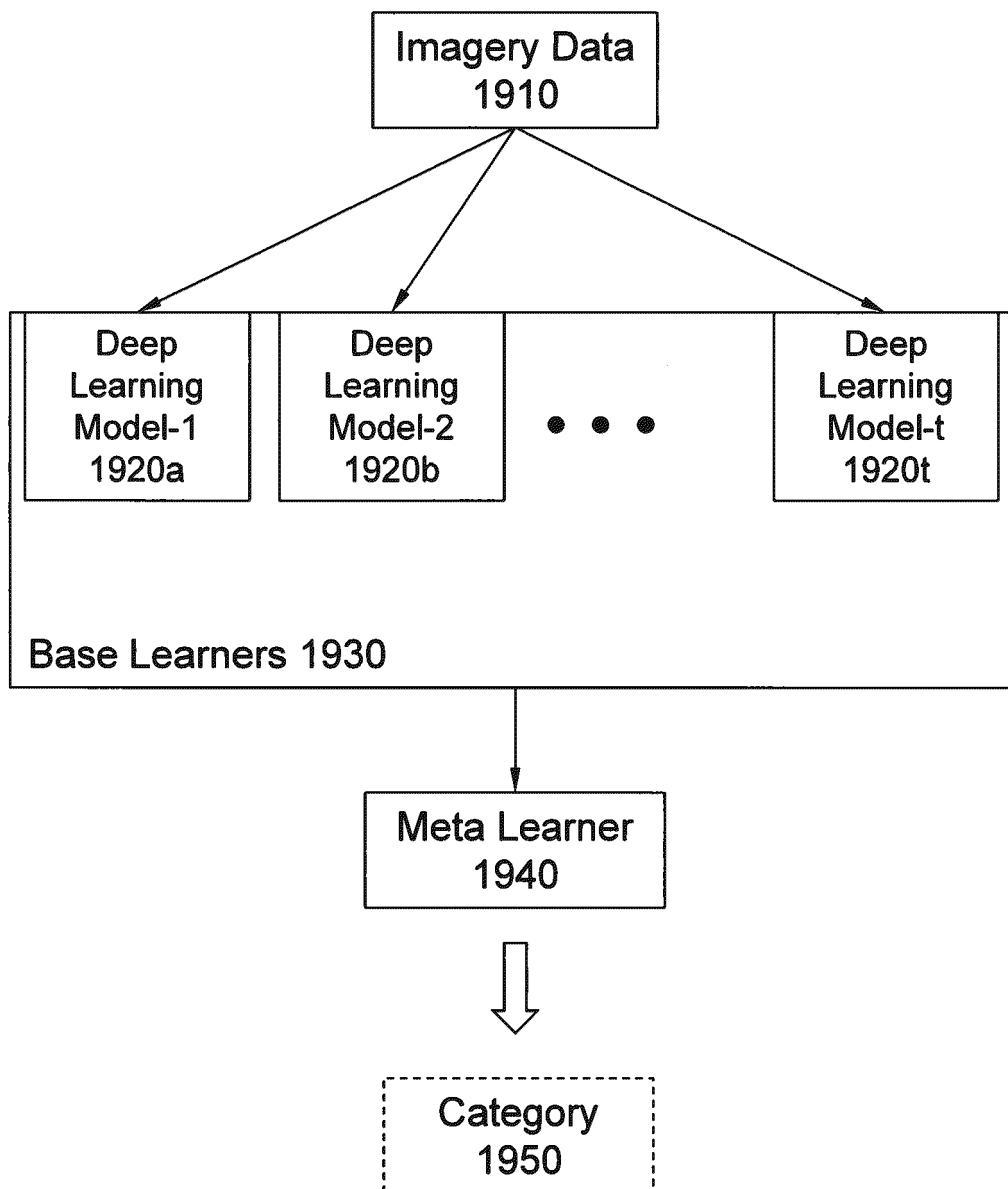 Imagery Data
1910
Deep
Learning
Model-1
1920a
Deep
Learning
Model-2
1920b
Deep
Learning
Model-t
1920t
Base Learners 1930
Meta Learner
1940
Category
1950